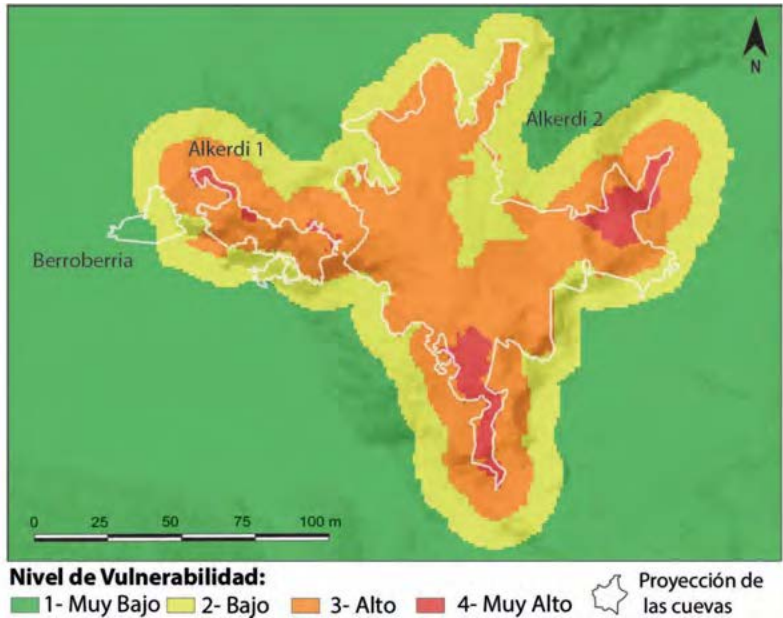 N
Alkerdi 2
Alkerdi 1
Berroberria
0 25 50 75 100 m
Nivel de Vulnerabilidad:
1- Muy Bajo 2- Bajo 3- Alto 4- Muy Alto
Proyección de
las cuevas